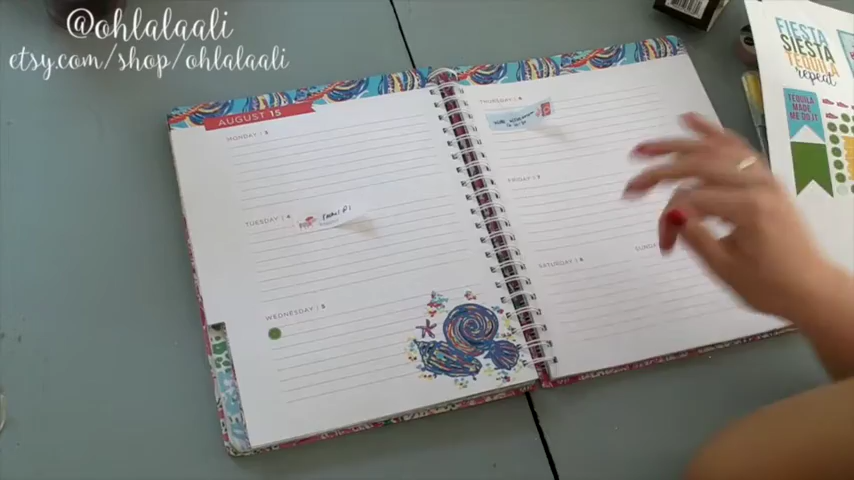 @ohlalaali
etsy.com/shop/ohlalaali
AUGUST 15
MONDAY | 3
TUESDAY | 4
WEDNESDAY | 5
THURSDAY | 6
FRIDAY | 7
SATURDAY | 8
FIESTA
SIESTA
TEQUILA
repeat
TEQUILA
MADE
ME DO IT